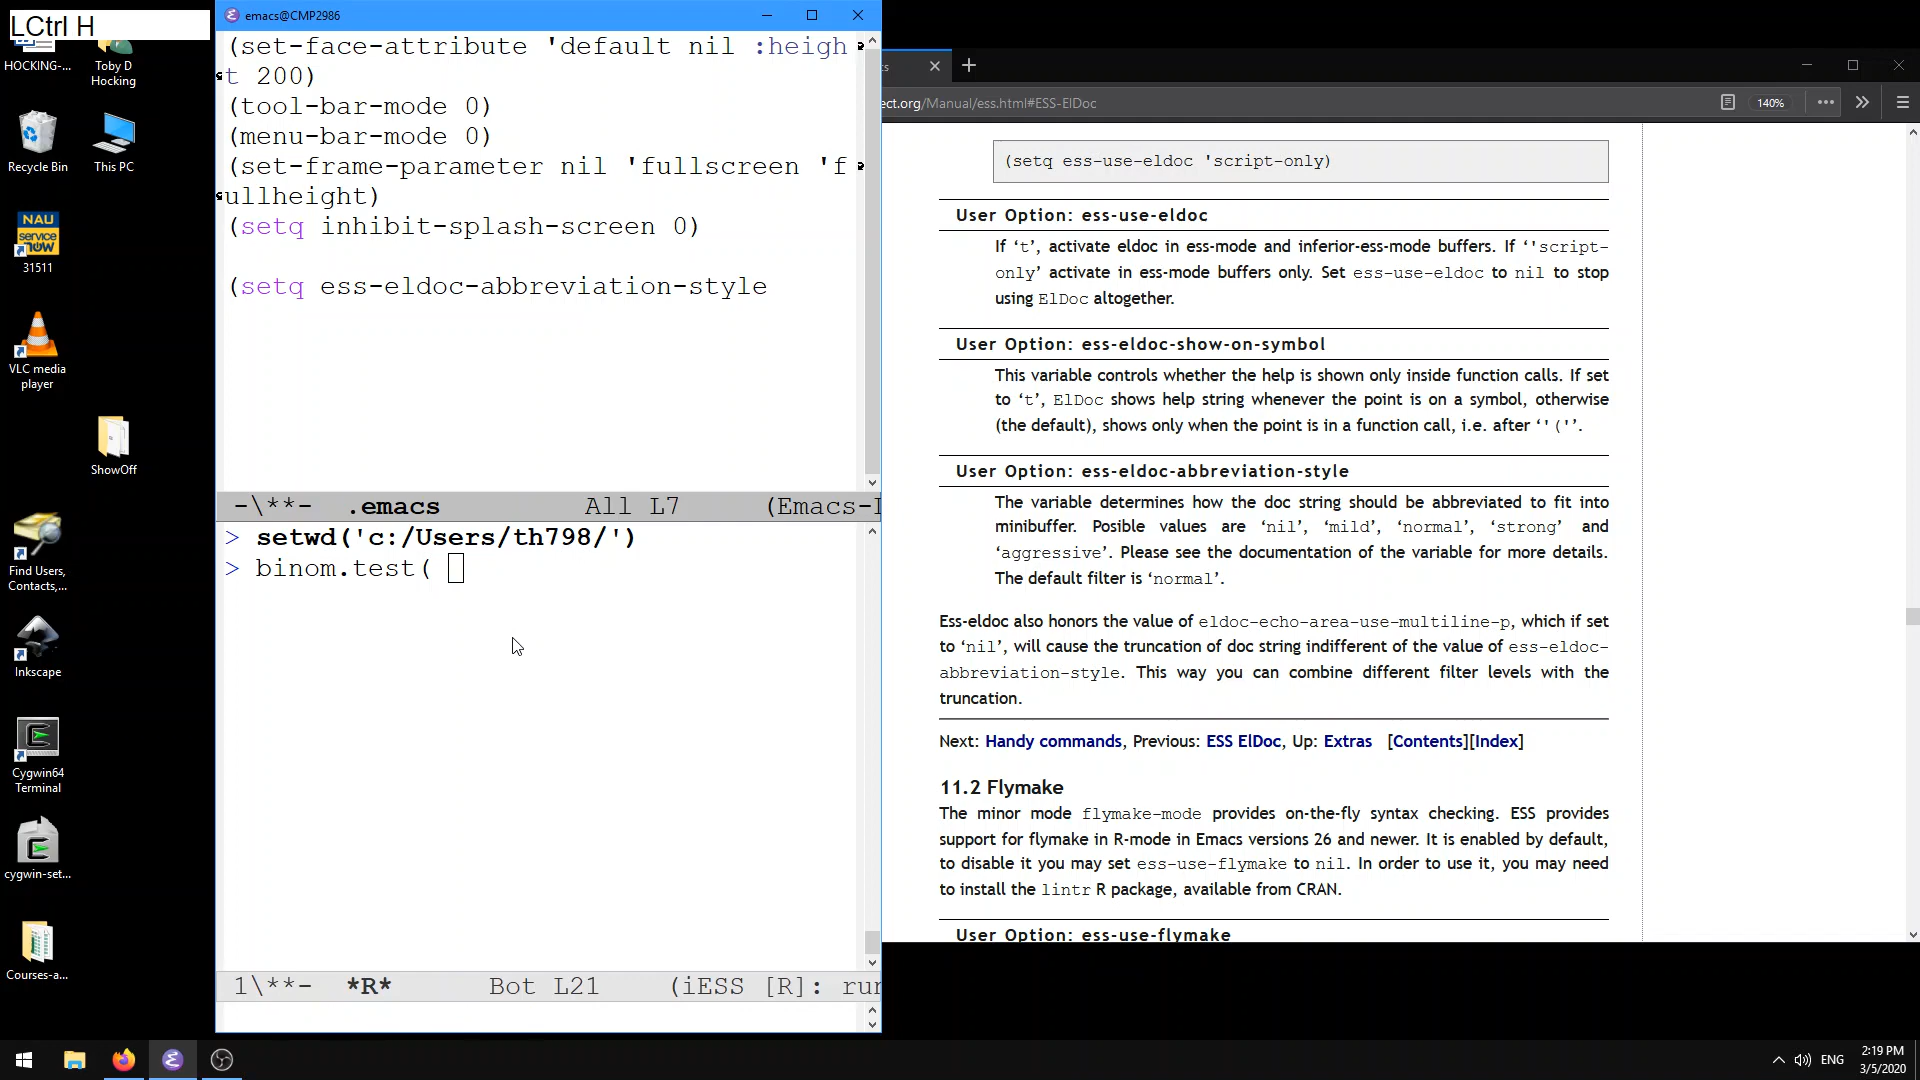 LCtrl H
HOCKING-...
Toby D
Hocking
Recycle Bin
This PC
NAU
service
now
31511
VLC media
player
ShowOff
Find Users,
Contacts,...
Inkscape
Cygwin64
Terminal
cygwin-set...
Courses-a...
emacs@CMP2986
(set-face-attribute 'default nil :heigh
t 200)
(tool-bar-mode 0)
(menu-bar-mode 0)
(set-frame-parameter nil 'fullscreen 'f
ullheight)
(setq inhibit-splash-screen 0)
(setq ess-eldoc-abbreviation-style
-\**-  .emacs  All L7  (Emacs-
> setwd('c:/Users/th798/')
> binom.test(
1\**-  *R*  Bot L21  (iESS [R]: run
ect.org/Manual/ess.html#ESS-ElDoc
140%
(setq ess-use-eldoc 'script-only)
User Option: ess-use-eldoc
If ‘t’, activate eldoc in ess-mode and inferior-ess-mode buffers. If ‘'script-
only’ activate in ess-mode buffers only. Set ess-use-eldoc to nil to stop
using ElDoc altogether.
User Option: ess-eldoc-show-on-symbol
This variable controls whether the help is shown only inside function calls. If set
to ‘t’, ElDoc shows help string whenever the point is on a symbol, otherwise
(the default), shows only when the point is in a function call, i.e. after ‘'('’.
User Option: ess-eldoc-abbreviation-style
The variable determines how the doc string should be abbreviated to fit into
minibuffer. Posible values are ‘nil’, ‘mild’, ‘normal’, ‘strong’ and
‘aggressive’. Please see the documentation of the variable for more details.
The default filter is ‘normal’.
Ess-eldoc also honors the value of eldoc-echo-area-use-multiline-p, which if set
to ‘nil’, will cause the truncation of doc string indifferent of the value of ess-eldoc-
abbreviation-style. This way you can combine different filter levels with the
truncation.
Next: Handy commands, Previous: ESS ElDoc, Up: Extras [Contents][Index]
11.2 Flymake
The minor mode flymake-mode provides on-the-fly syntax checking. ESS provides
support for flymake in R-mode in Emacs versions 26 and newer. It is enabled by default,
to disable it you may set ess-use-flymake to nil. In order to use it, you may need
to install the lintr R package, available from CRAN.
User Option: ess-use-flymake
ENG
2:19 PM
3/5/2020